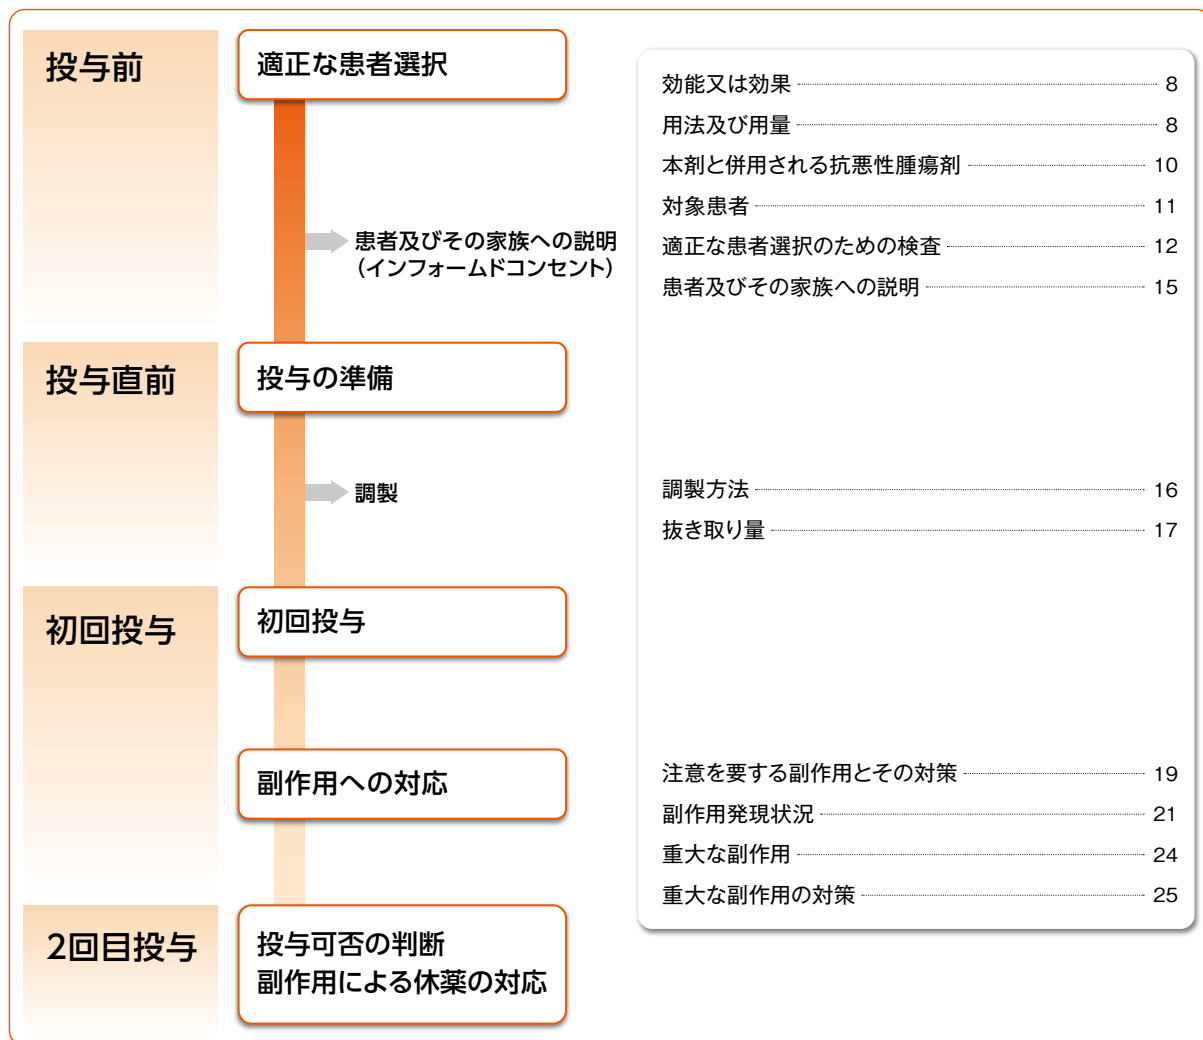 投与前
適正な患者選択
患者及びその家族への説明
（インフォームドコンセント）
効能又は効果 8
用法及び用量 8
本剤と併用される抗悪性腫瘍剤 10
対象患者 11
適正な患者選択のための検査 12
患者及びその家族への説明 15
投与直前
投与の準備
調製
調製方法 16
抜き取り量 17
初回投与
初回投与
副作用への対応
注意を要する副作用とその対策 19
副作用発現状況 21
重大な副作用 24
重大な副作用の対策 25
2回目投与
投与可否の判断
副作用による休薬の対応